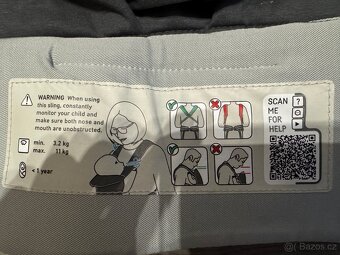 WARNING When using
this sling, constantly
monitor your child and
make sure both nose and
mouth are unobstructed.
min. 3.2 kg
max. 11 kg
< 1 year
SCAN
ME
FOR
HELP
?
Bazos.cz